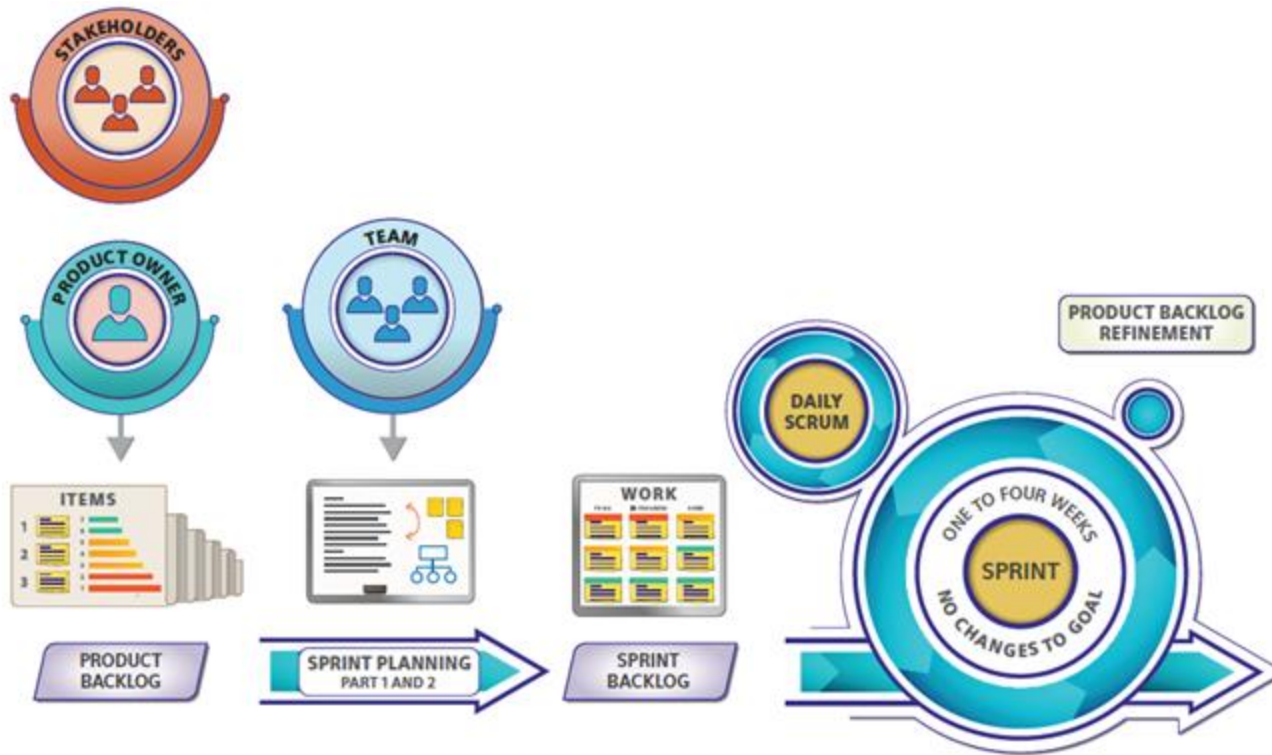 STAKEHOLDERS
PRODUCT OWNER
TEAM
PRODUCT BACKLOG
REFINEMENT
DAILY
SCRUM
ITEMS
1
2
3
WORK
ONE TO FOUR WEEKS
SPRINT
NO CHANGES TO GOAL
PRODUCT
BACKLOG
SPRINT PLANNING
PART 1 AND 2
SPRINT
BACKLOG